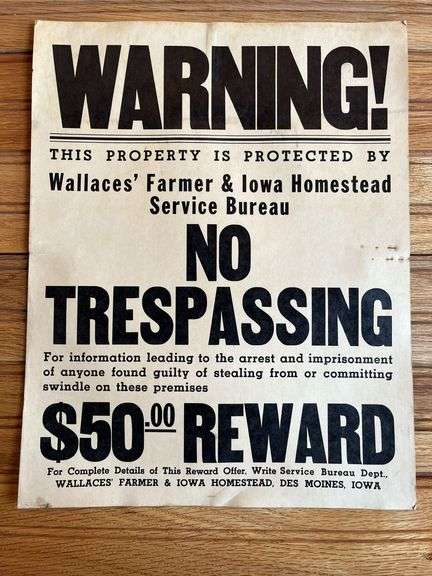 WARNING!
THIS PROPERTY IS PROTECTED BY
Wallaces' Farmer & Iowa Homestead
Service Bureau
NO
TRESPASSING
For information leading to the arrest and imprisonment
of anyone found guilty of stealing from or committing
swindle on these premises
$50.00 REWARD
For Complete Details of This Reward Offer, Write Service Bureau Dept.,
WALLACES' FARMER & IOWA HOMESTEAD, DES MOINES, IOWA